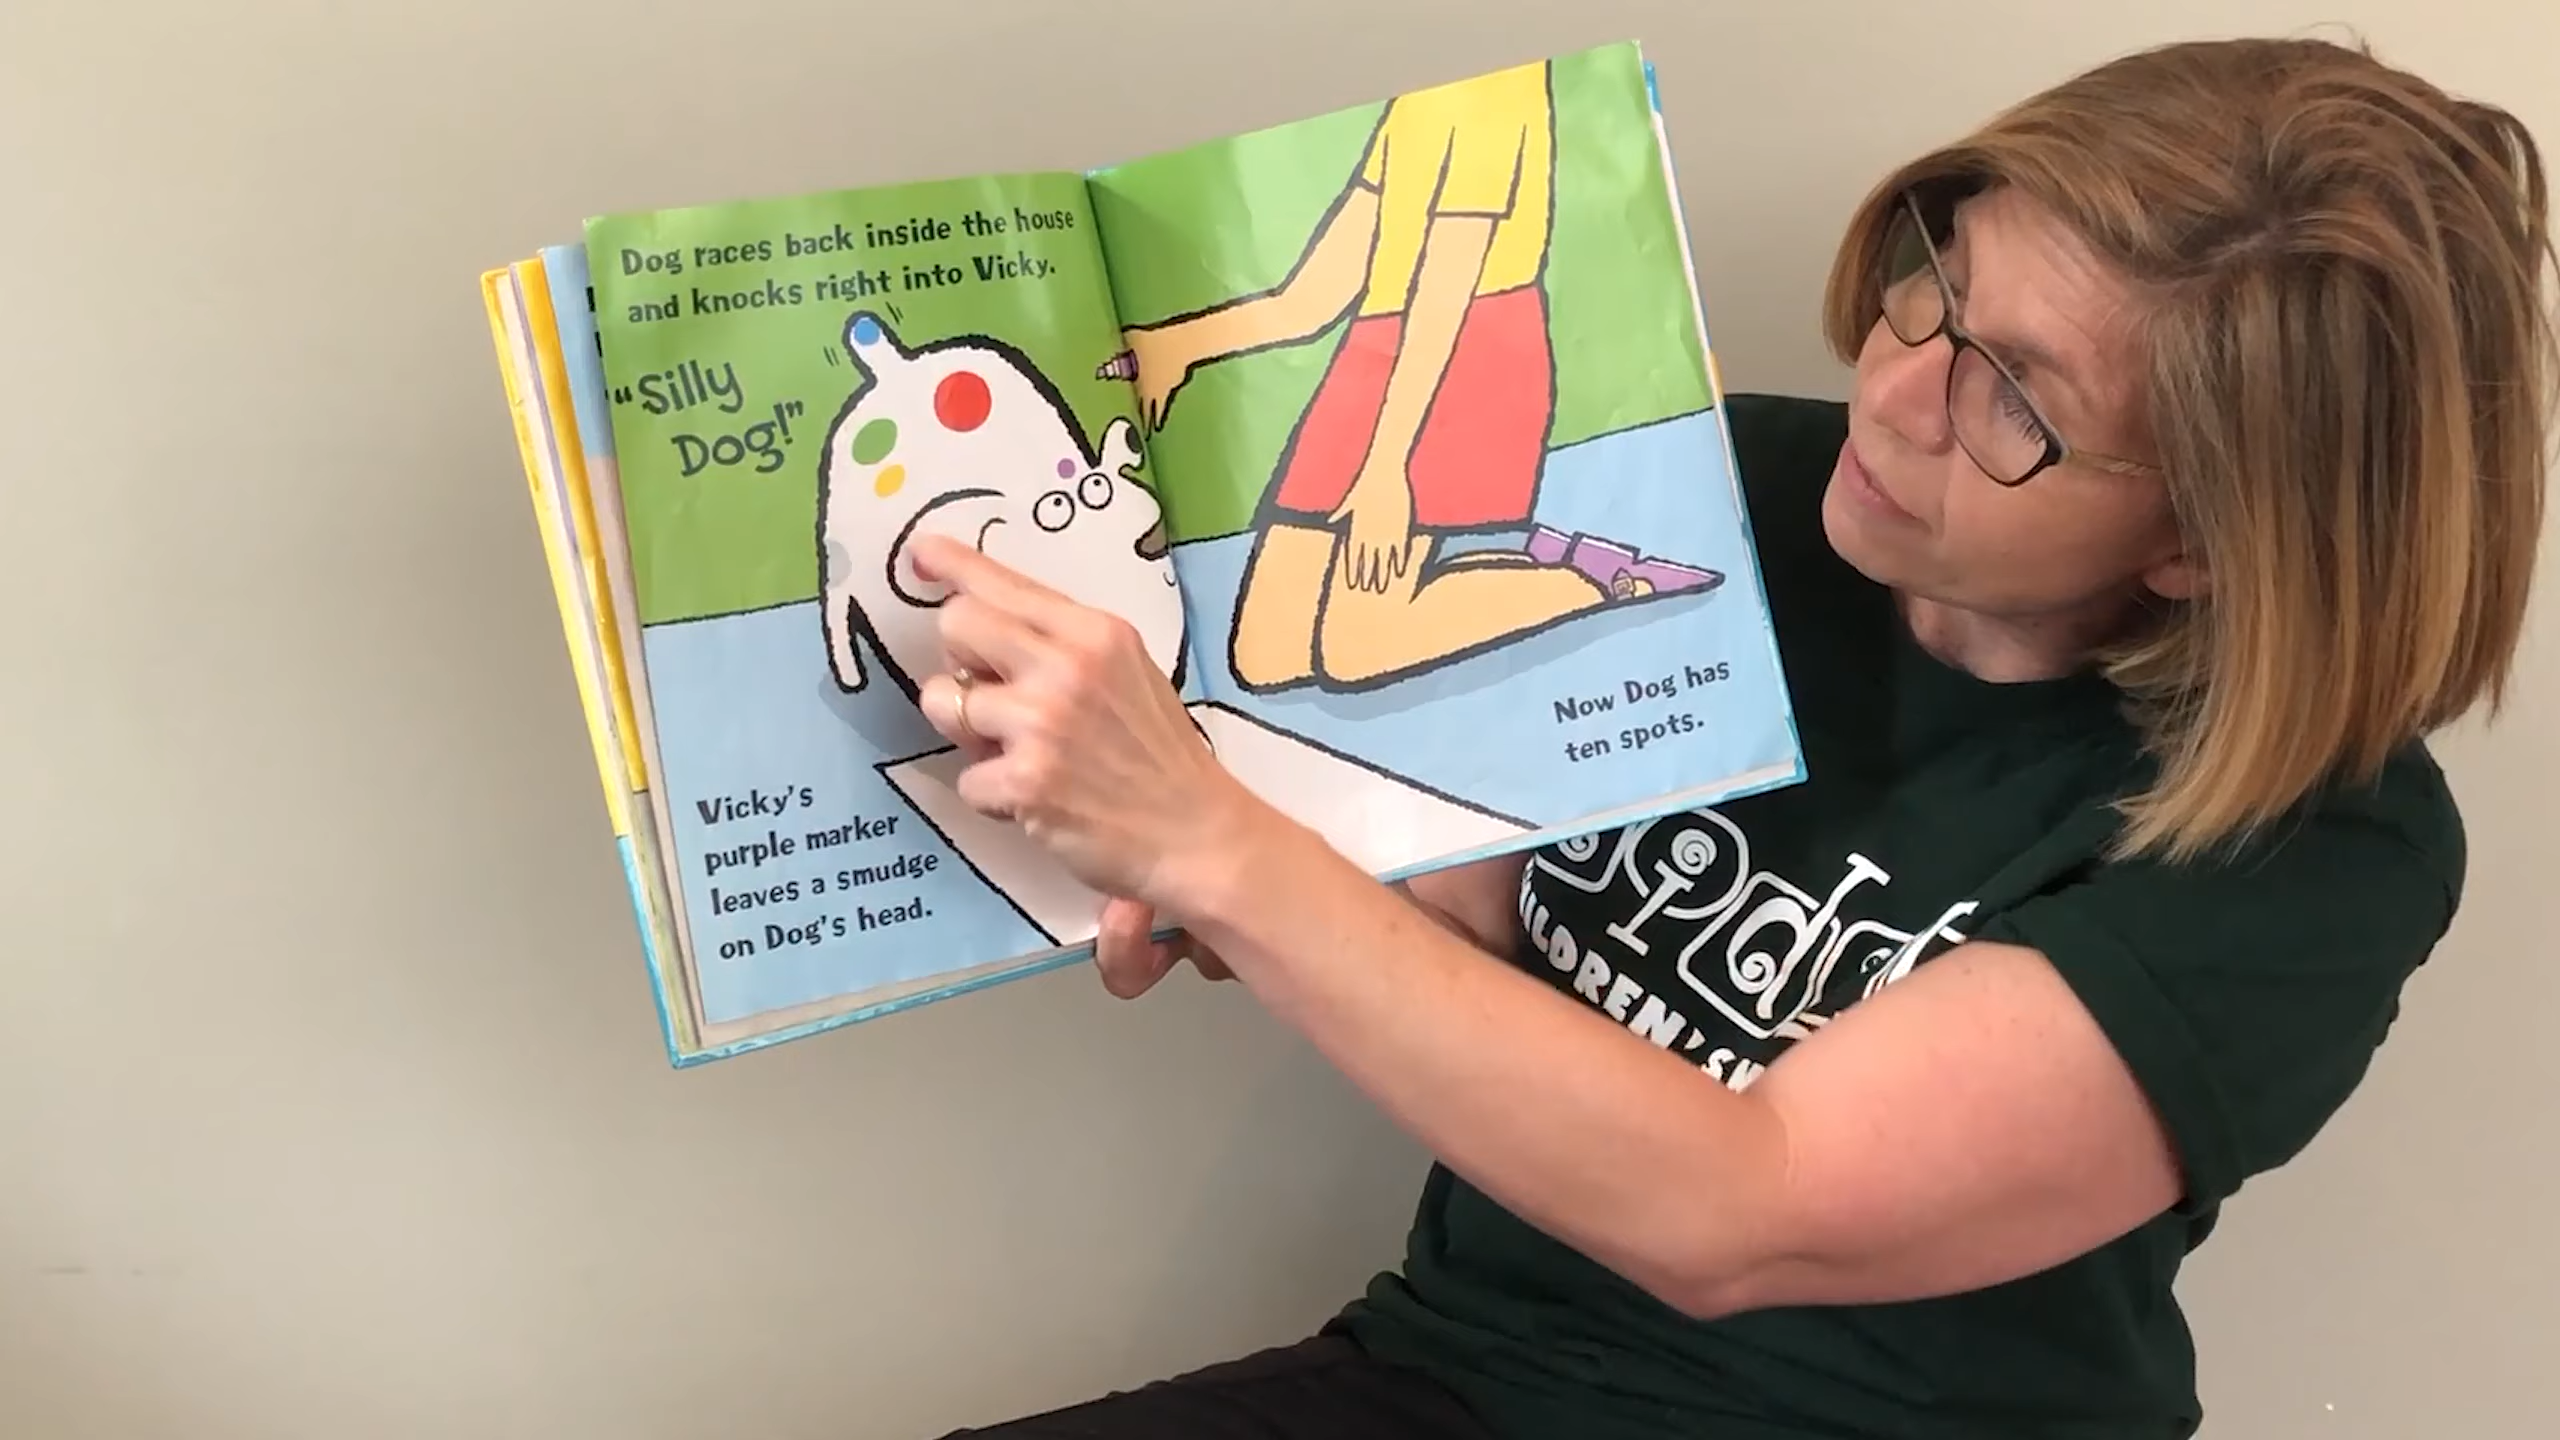 Dog races back inside the house
and knocks right into Vicky.
"Silly
Dog!"
Vicky's
purple marker
leaves a smudge
on Dog's head.
Now Dog has
ten spots.